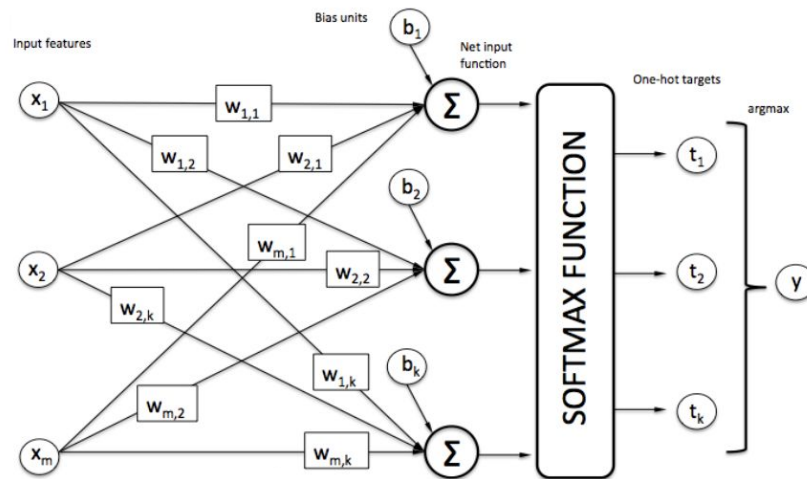 Input features
Bias units
b1
Net input
function
One-hot targets
argmax
x1
w1,1
Σ
w1,2
w2,1
t1
b2
x2
wm,1
w2,2
Σ
SOFTMAX FUNCTION
t2
y
w2,k
bk
w1,k
wm,2
tk
xm
wm,k
Σ